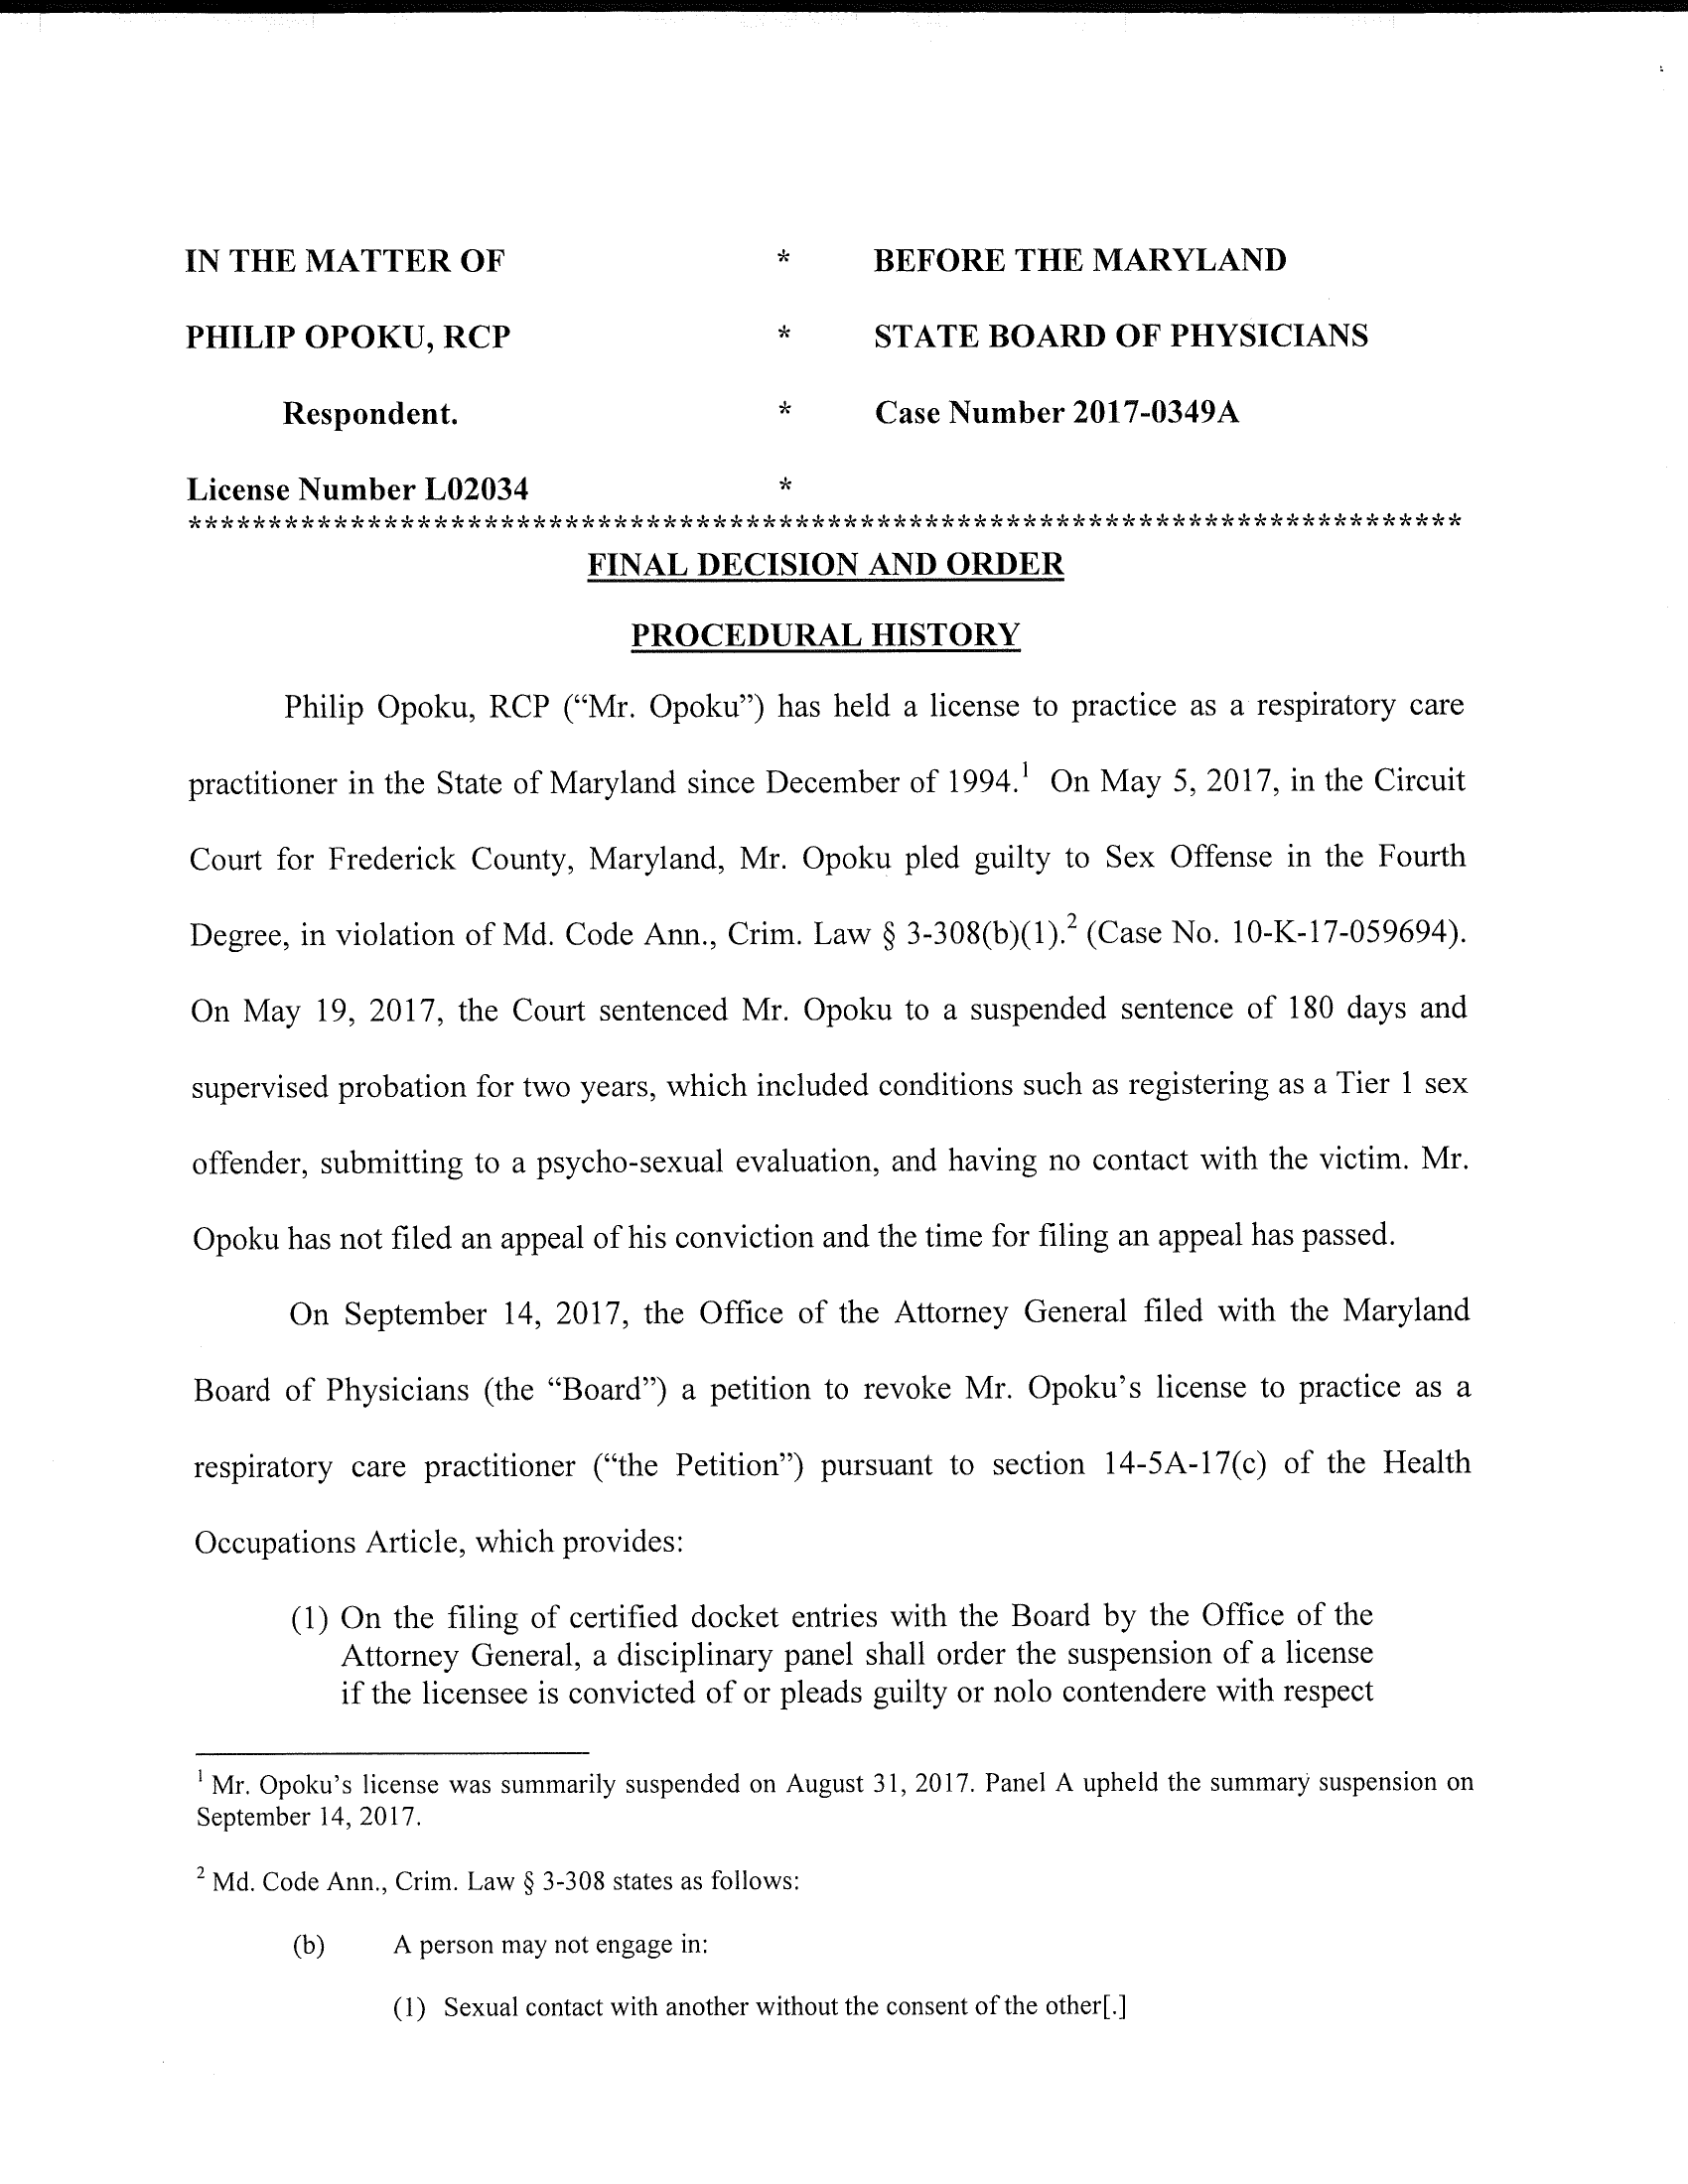 IN THE MATTER OF * BEFORE THE MARYLAND
PHILIP OPOKU, RCP * STATE BOARD OF PHYSICIANS
Respondent. * Case Number 2017-0349A
License Number L02034 *
*******************************************************************************
FINAL DECISION AND ORDER
PROCEDURAL HISTORY
Philip Opoku, RCP (“Mr. Opoku”) has held a license to practice as a respiratory care
practitioner in the State of Maryland since December of 1994.¹ On May 5, 2017, in the Circuit
Court for Frederick County, Maryland, Mr. Opoku pled guilty to Sex Offense in the Fourth
Degree, in violation of Md. Code Ann., Crim. Law § 3-308(b)(1).² (Case No. 10-K-17-059694).
On May 19, 2017, the Court sentenced Mr. Opoku to a suspended sentence of 180 days and
supervised probation for two years, which included conditions such as registering as a Tier 1 sex
offender, submitting to a psycho-sexual evaluation, and having no contact with the victim. Mr.
Opoku has not filed an appeal of his conviction and the time for filing an appeal has passed.
On September 14, 2017, the Office of the Attorney General filed with the Maryland
Board of Physicians (the “Board”) a petition to revoke Mr. Opoku’s license to practice as a
respiratory care practitioner (“the Petition”) pursuant to section 14-5A-17(c) of the Health
Occupations Article, which provides:
(1) On the filing of certified docket entries with the Board by the Office of the
Attorney General, a disciplinary panel shall order the suspension of a license
if the licensee is convicted of or pleads guilty or nolo contendere with respect
¹ Mr. Opoku’s license was summarily suspended on August 31, 2017. Panel A upheld the summary suspension on
September 14, 2017.
² Md. Code Ann., Crim. Law § 3-308 states as follows:
(b) A person may not engage in:
(1) Sexual contact with another without the consent of the other[.]